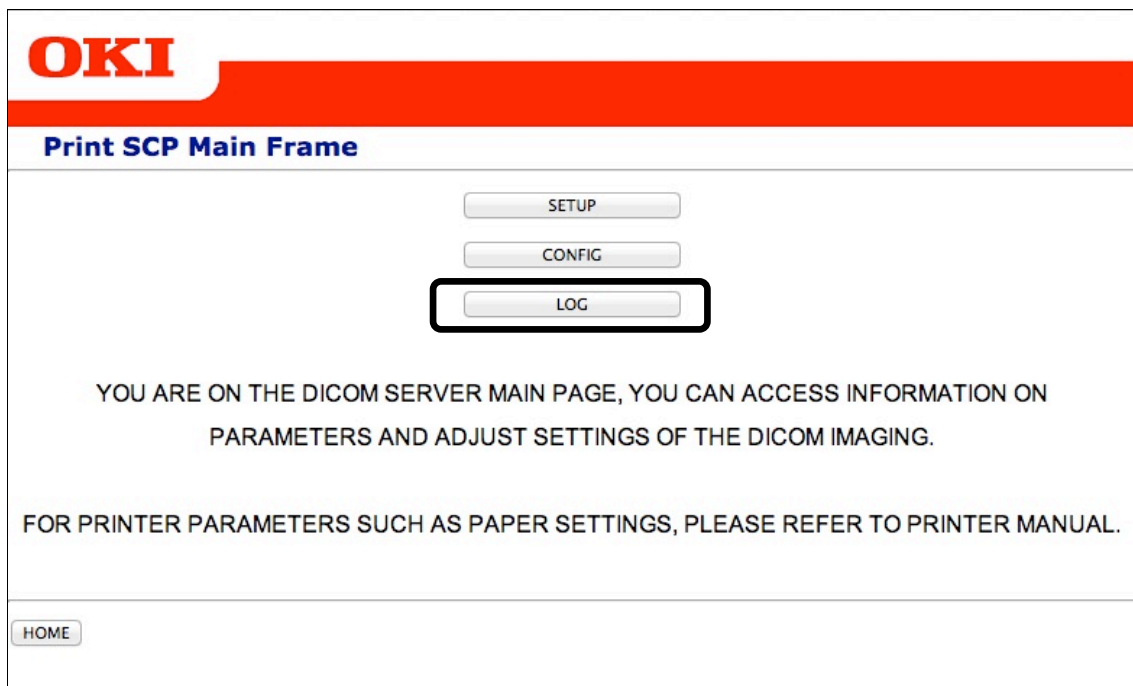 OKI
Print SCP Main Frame
SETUP
CONFIG
LOG
YOU ARE ON THE DICOM SERVER MAIN PAGE, YOU CAN ACCESS INFORMATION ON
PARAMETERS AND ADJUST SETTINGS OF THE DICOM IMAGING.
FOR PRINTER PARAMETERS SUCH AS PAPER SETTINGS, PLEASE REFER TO PRINTER MANUAL.
HOME